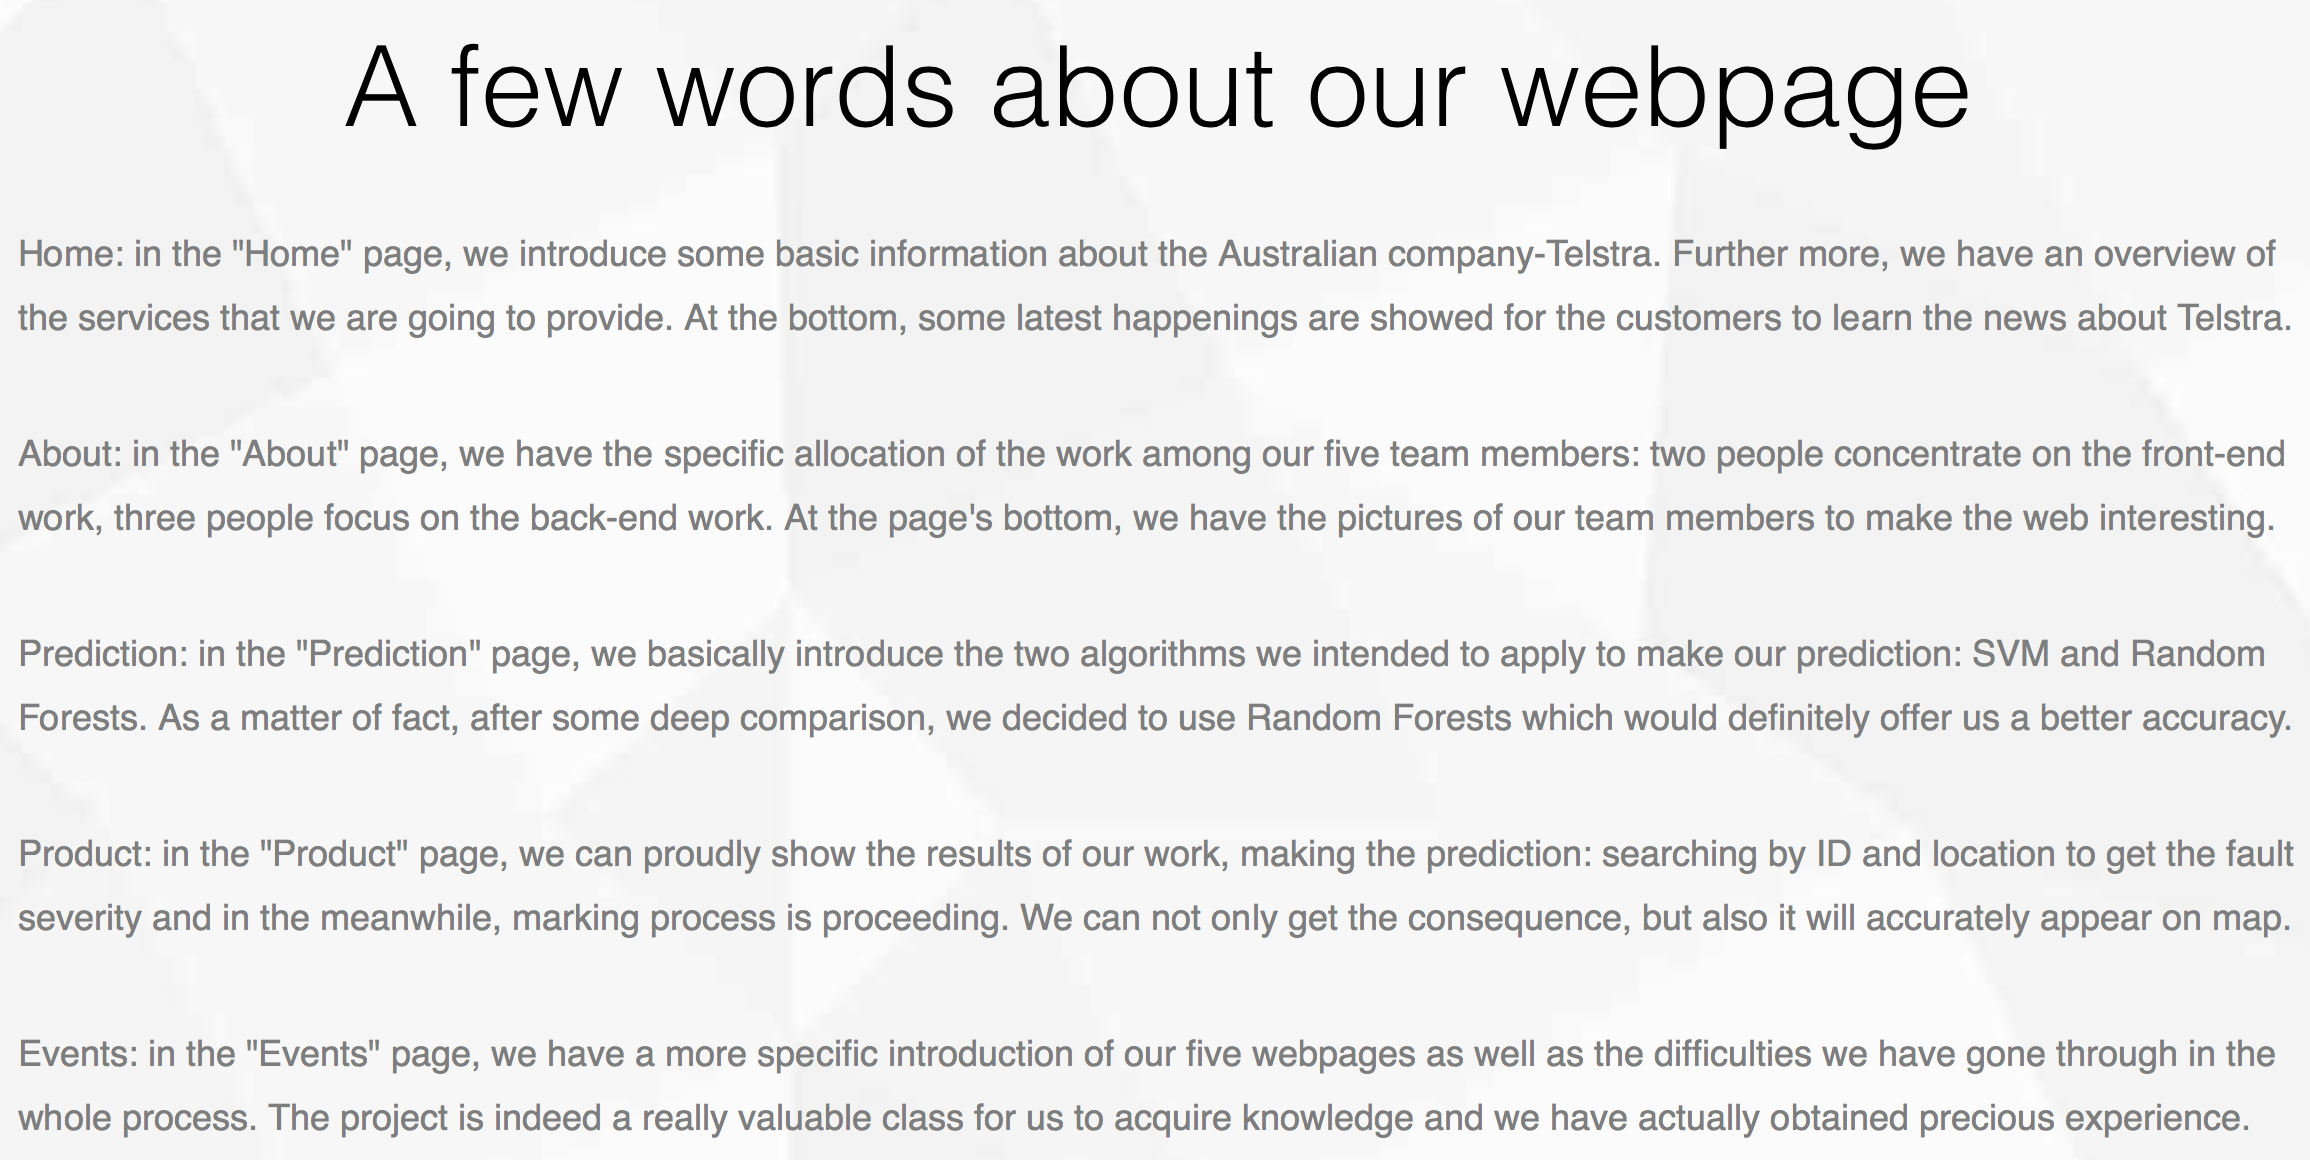 A few words about our webpage
Home: in the "Home" page, we introduce some basic information about the Australian company-Telstra. Further more, we have an overview of
the services that we are going to provide. At the bottom, some latest happenings are showed for the customers to learn the news about Telstra.
About: in the "About" page, we have the specific allocation of the work among our five team members: two people concentrate on the front-end
work, three people focus on the back-end work. At the page's bottom, we have the pictures of our team members to make the web interesting.
Prediction: in the "Prediction" page, we basically introduce the two algorithms we intended to apply to make our prediction: SVM and Random
Forests. As a matter of fact, after some deep comparison, we decided to use Random Forests which would definitely offer us a better accuracy.
Product: in the "Product" page, we can proudly show the results of our work, making the prediction: searching by ID and location to get the fault
severity and in the meanwhile, marking process is proceeding. We can not only get the consequence, but also it will accurately appear on map.
Events: in the "Events" page, we have a more specific introduction of our five webpages as well as the difficulties we have gone through in the
whole process. The project is indeed a really valuable class for us to acquire knowledge and we have actually obtained precious experience.